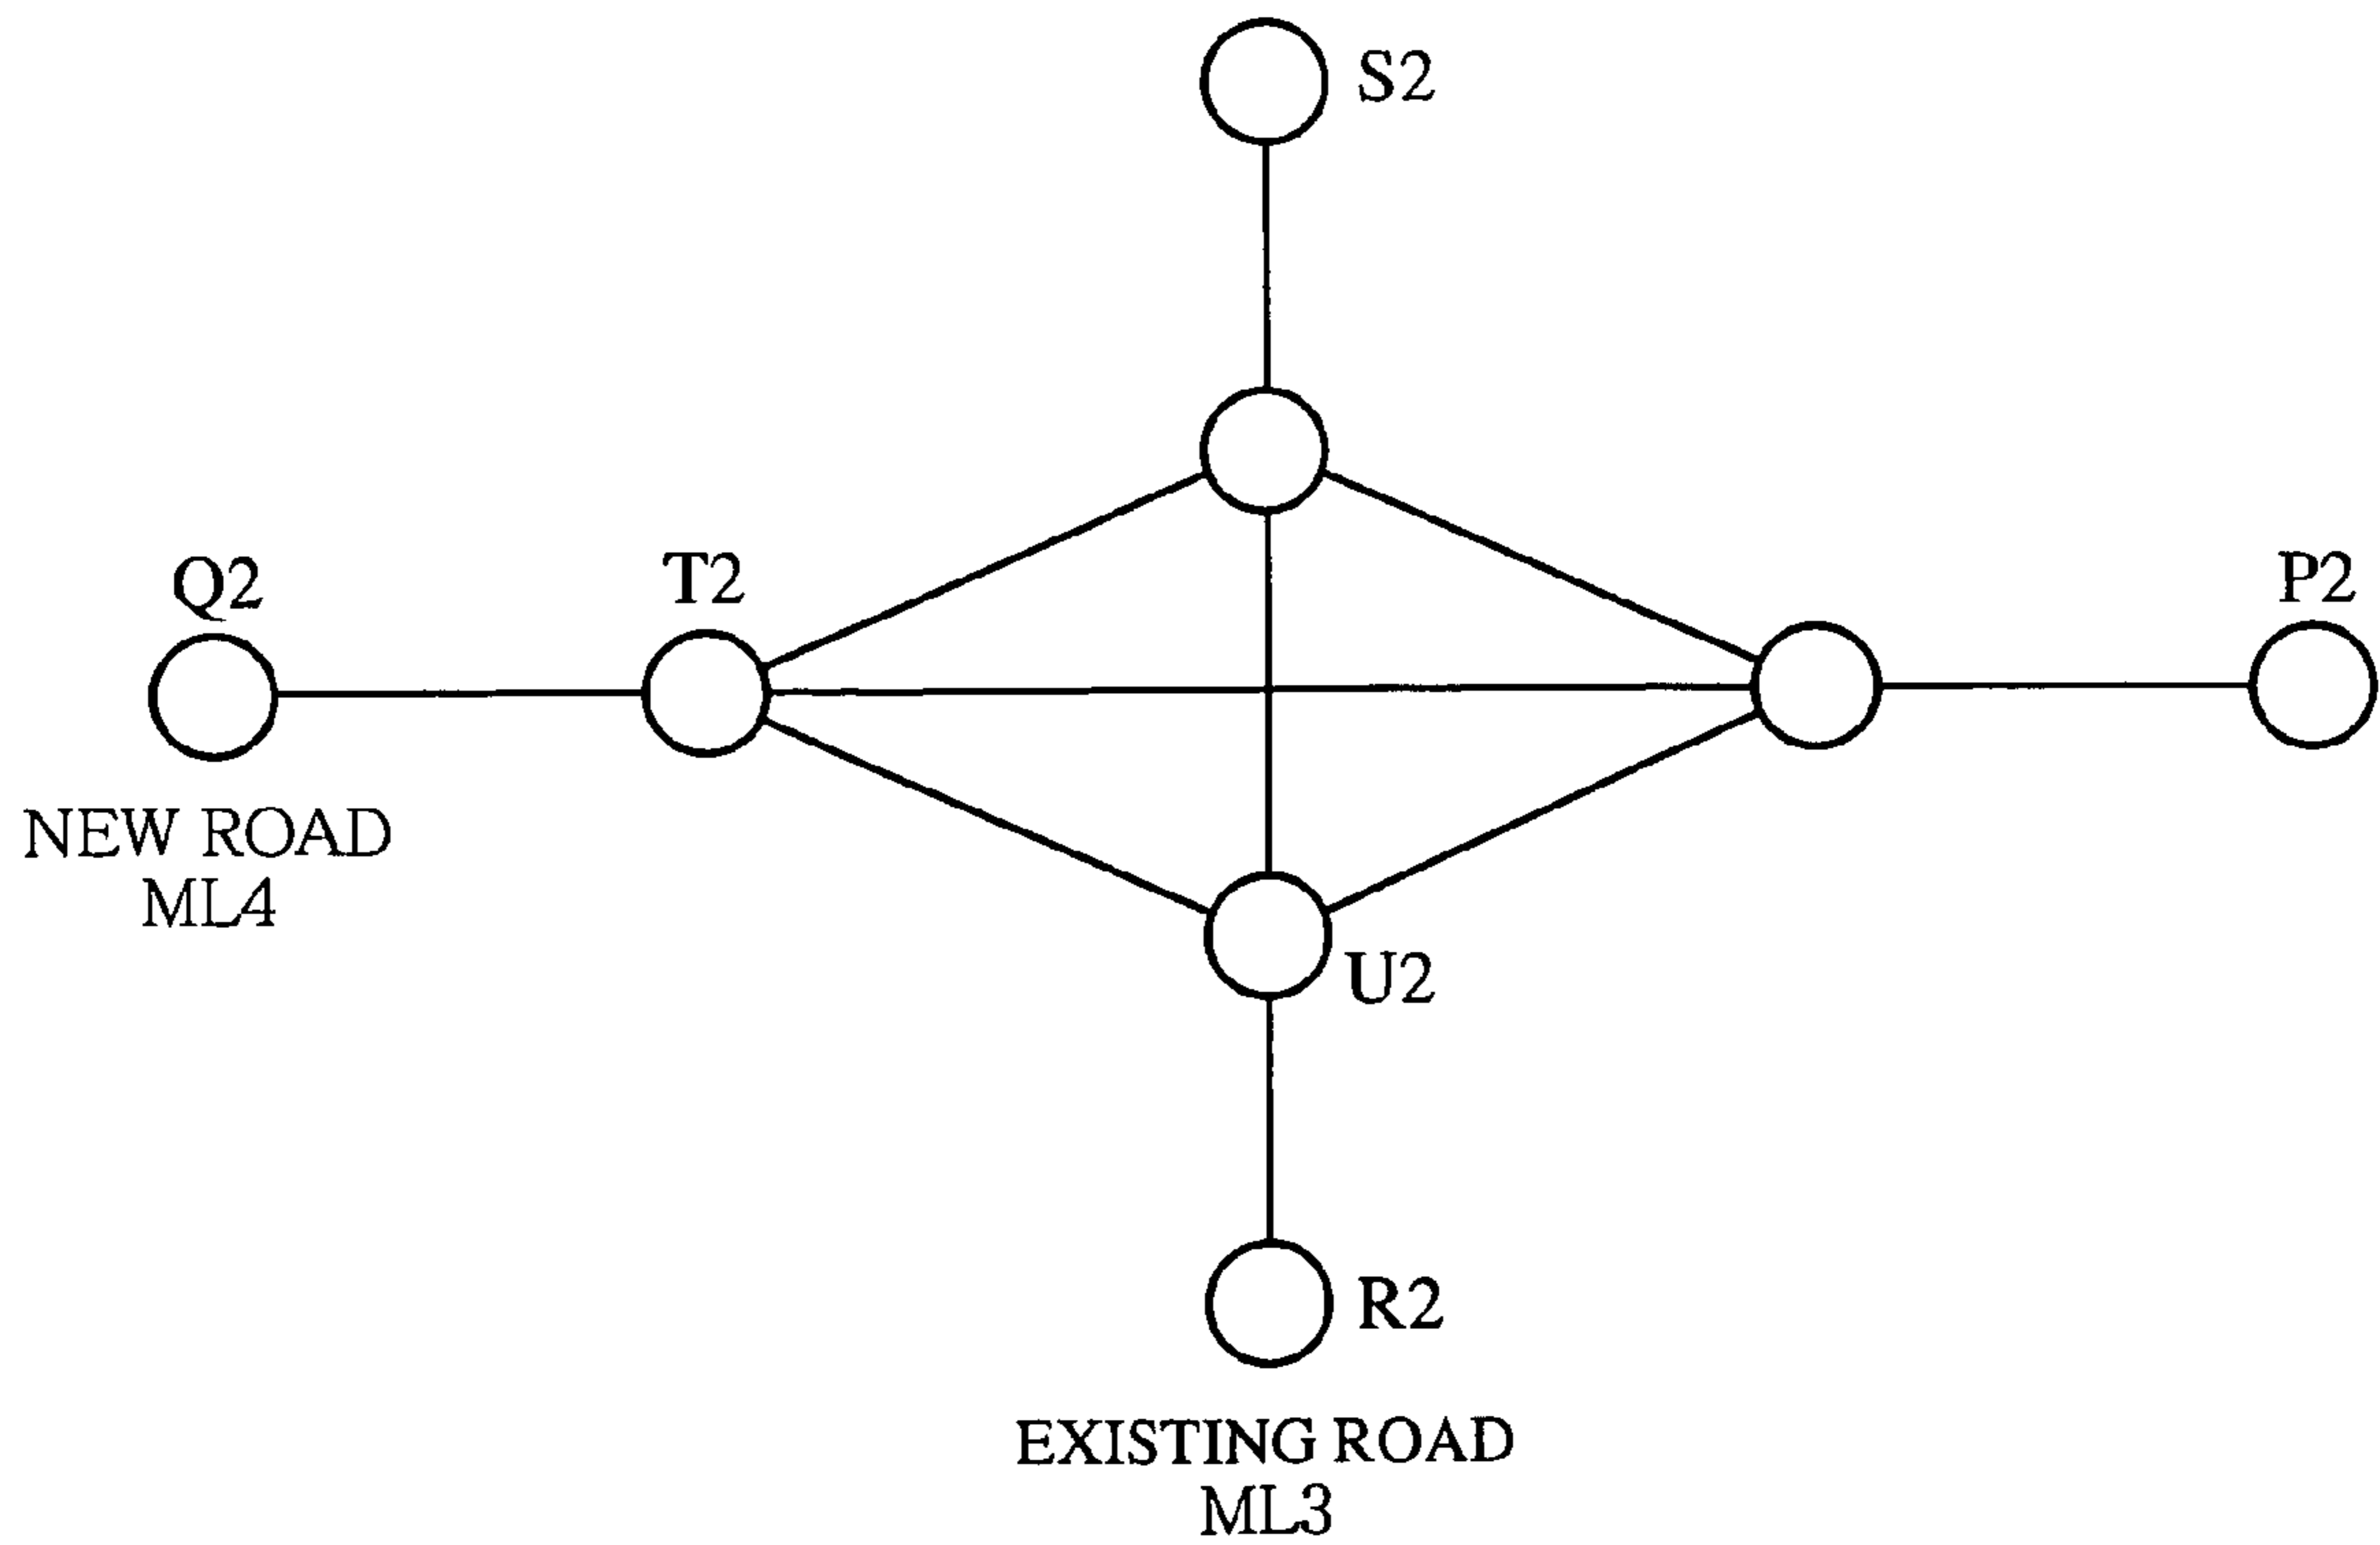 S2
Q2
T2
P2
NEW ROAD
ML4
U2
R2
EXISTING ROAD
ML3